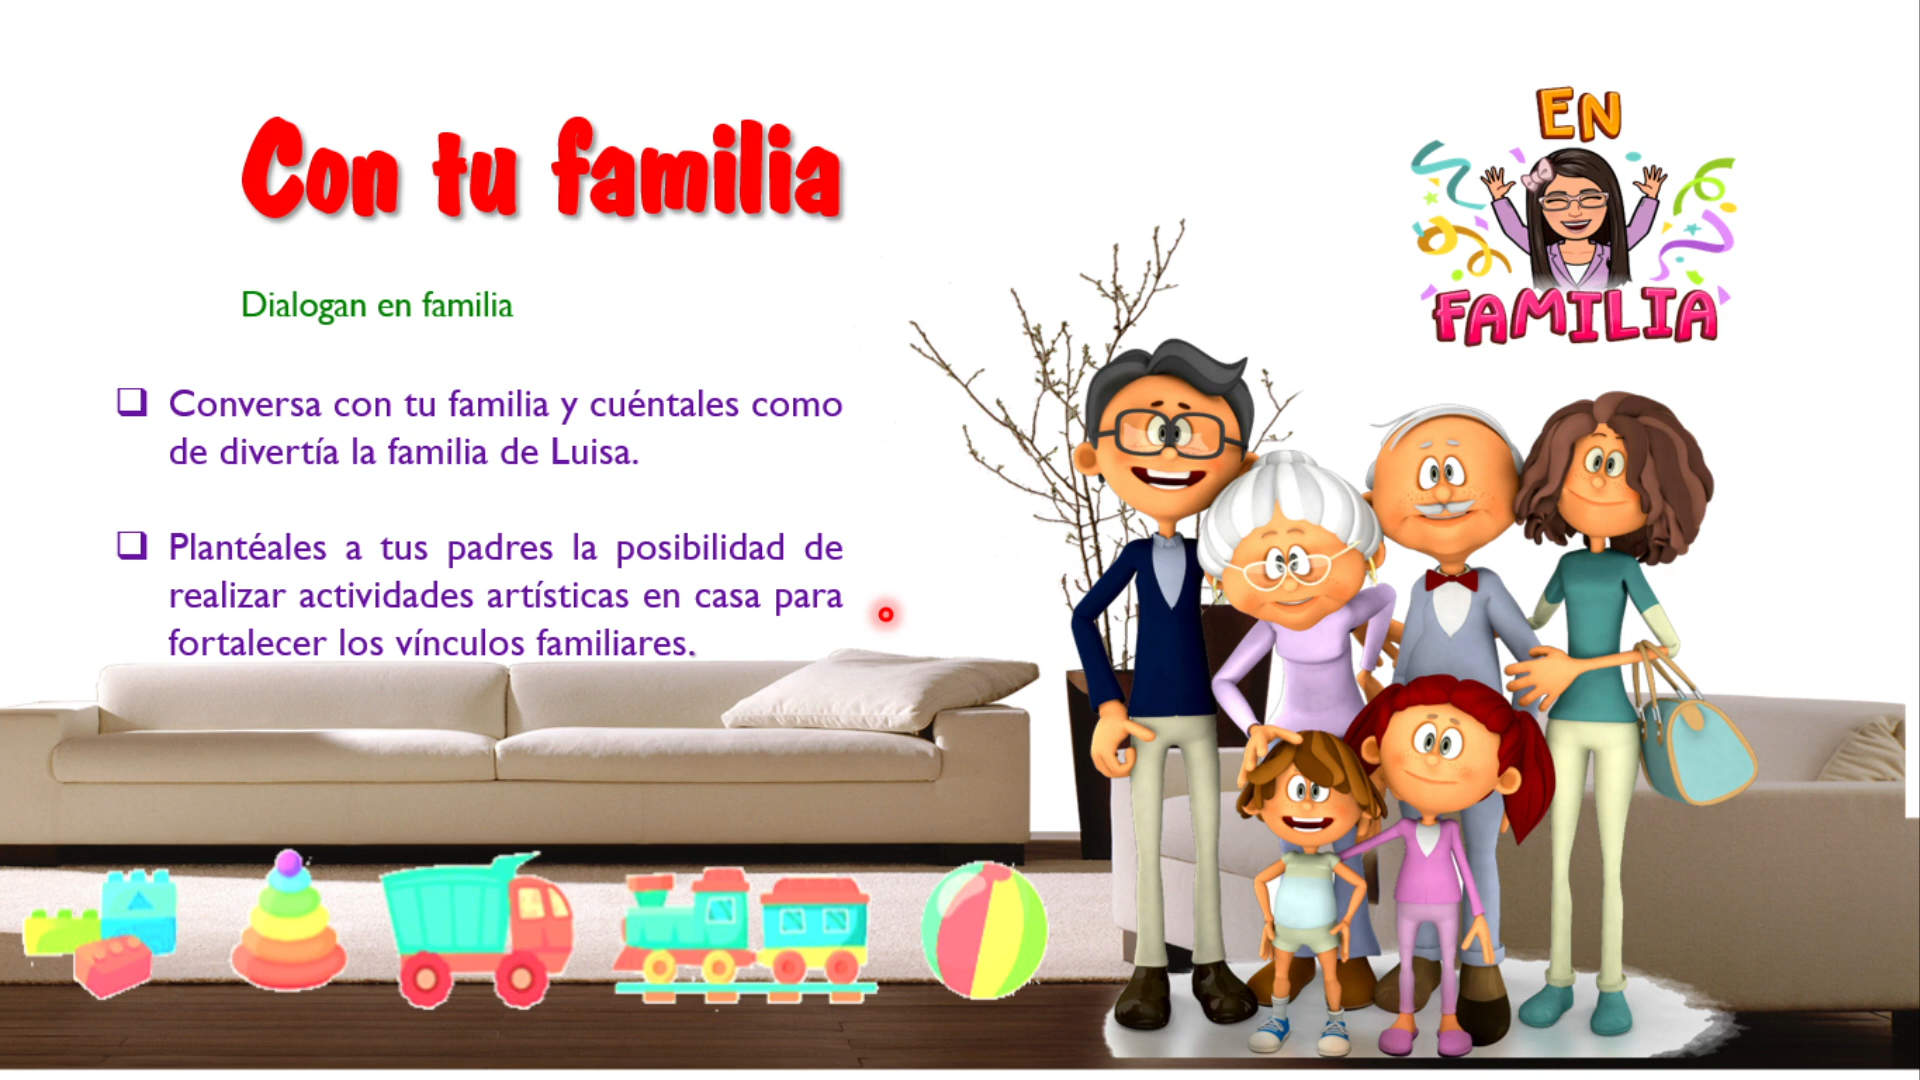 Con tu familia
EN
FAMILIA
Dialogan en familia
Conversa con tu familia y cuéntales como
de divertía la familia de Luisa.
Plantéales a tus padres la posibilidad de
realizar actividades artísticas en casa para
fortalecer los vínculos familiares.